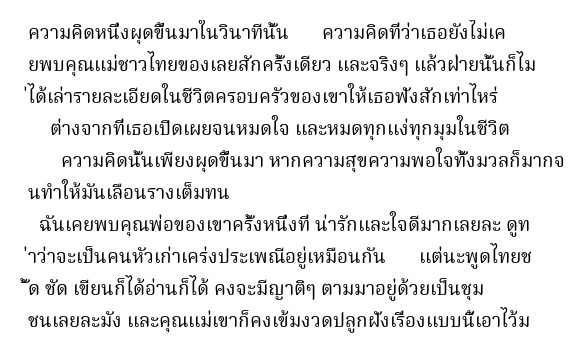 ความคิดหนึ่งผุดขึ้นมาในวินาทีนั้น ความคิดที่ว่าเธอยังไม่เค
ยพบคุณแม่ชาวไทยของเลยสักครั้งเดียว และจริงๆ แล้วฝ่ายนั้นก็ไม
่ได้เล่ารายละเอียดในชีวิตครอบครัวของเขาให้เธอฟังสักเท่าไหร่
ต่างจากที่เธอเปิดเผยจนหมดใจ และหมดทุกแง่ทุกมุมในชีวิต
ความคิดนั้นเพียงผุดขึ้นมา หากความสุขความพอใจทั้งมวลก็มากจ
นทำให้มันเลือนรางเต็มทน
ฉันเคยพบคุณพ่อของเขาครั้งหนึ่งที่ น่ารักและใจดีมากเลยละ ดูท
่าว่าจะเป็นคนหัวเก่าเคร่งประเพณีอยู่เหมือนกัน แต่นะพูดไทยช
ั้ด ชัด เขียนก็ได้อ่านก็ได้ คงจะมีญาติๆ ตามมาอยู่ด้วยเป็นชุม
ชนเลยละมัง และคุณแม่เขาก็คงเข้มงวดปลูกฝังเรื่องแบบนี้เอาไว้ม